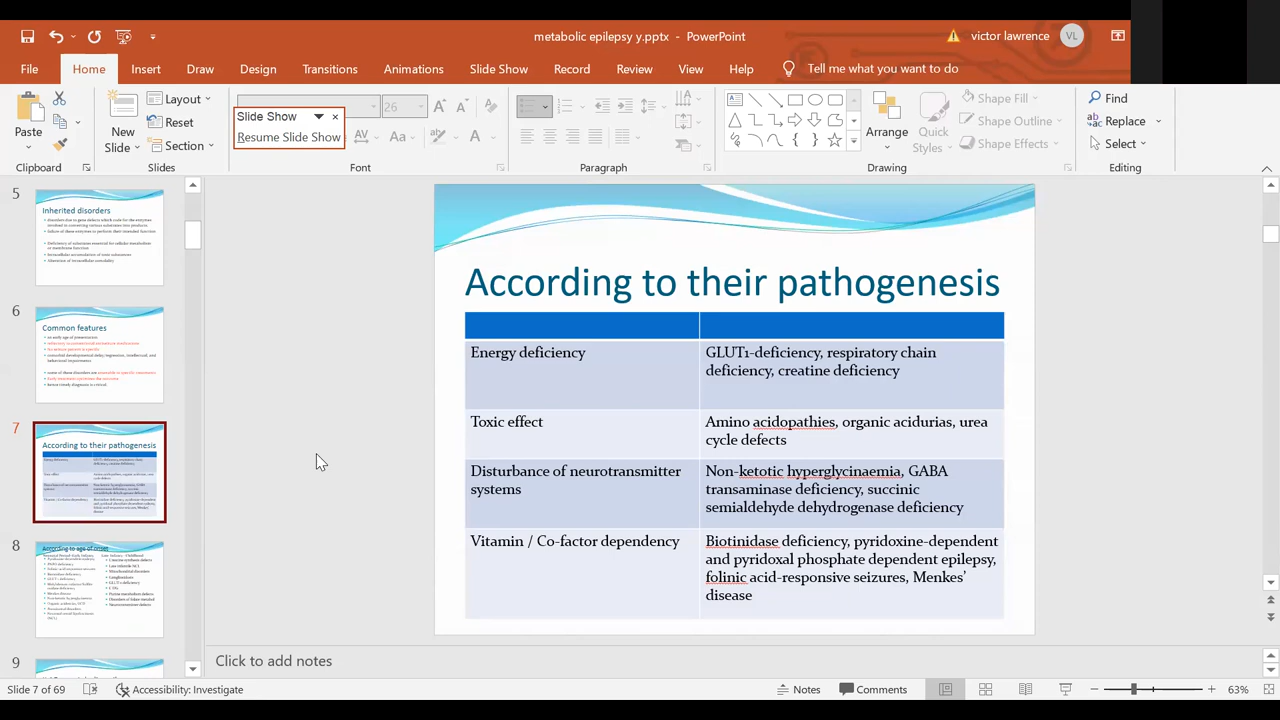 metabolic epilepsy y.pptx - PowerPoint
victor lawrence
VL
File Home Insert Draw Design Transitions Animations Slide Show Record Review View Help Tell me what you want to do
Paste
Clipboard
New Slide
Layout
Reset
Section
Slides
Slide Show
Resume Slide Show
26
Font
Paragraph
Arrange
Quick Styles
Shape Fill
Shape Outline
Shape Effects
Drawing
Find
Replace
Select
Editing
5
Inherited disorders
6
Common features
7
According to their pathogenesis
8
According to age of onset
9
According to their pathogenesis
Energy deficiency
GLUT1-deficiency, respiratory chain
deficiency, creatine deficiency
Toxic effect
Amino acidopathies, organic acidurias, urea
cycle defects
Disturbance of neurotransmitter
systems
Non-ketotic hyperglycinaemia, GABA
transaminase deficiency, succinic
semialdehyde dehydrogenase deficiency
Vitamin / Co-factor dependency
Biotinidase deficiency, pyridoxine-dependent
and pyridoxal phosphate dependent epilepsy,
folinic acid responsive seizures, Menkes'
disease
Click to add notes
Slide 7 of 69
Accessibility: Investigate
Notes
Comments
63%